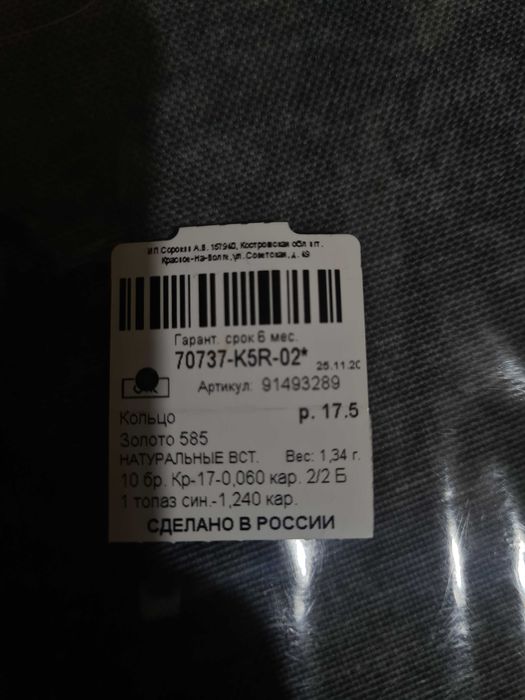 ИП Сорокин А.В. 157940, Костромская обл. пгт.
Красное-На-Волге, ул. Советская, д. 49
Гарант. срок 6 мес.
70737-K5R-02* 25.11.20
Артикул: 91493289
Кольцо р. 17.5
Золото 585
НАТУРАЛЬНЫЕ ВСТ. Вес: 1,34 г.
10 бр. Кр-17-0,060 кар. 2/2 Б
1 топаз син.-1,240 кар.
СДЕЛАНО В РОССИИ